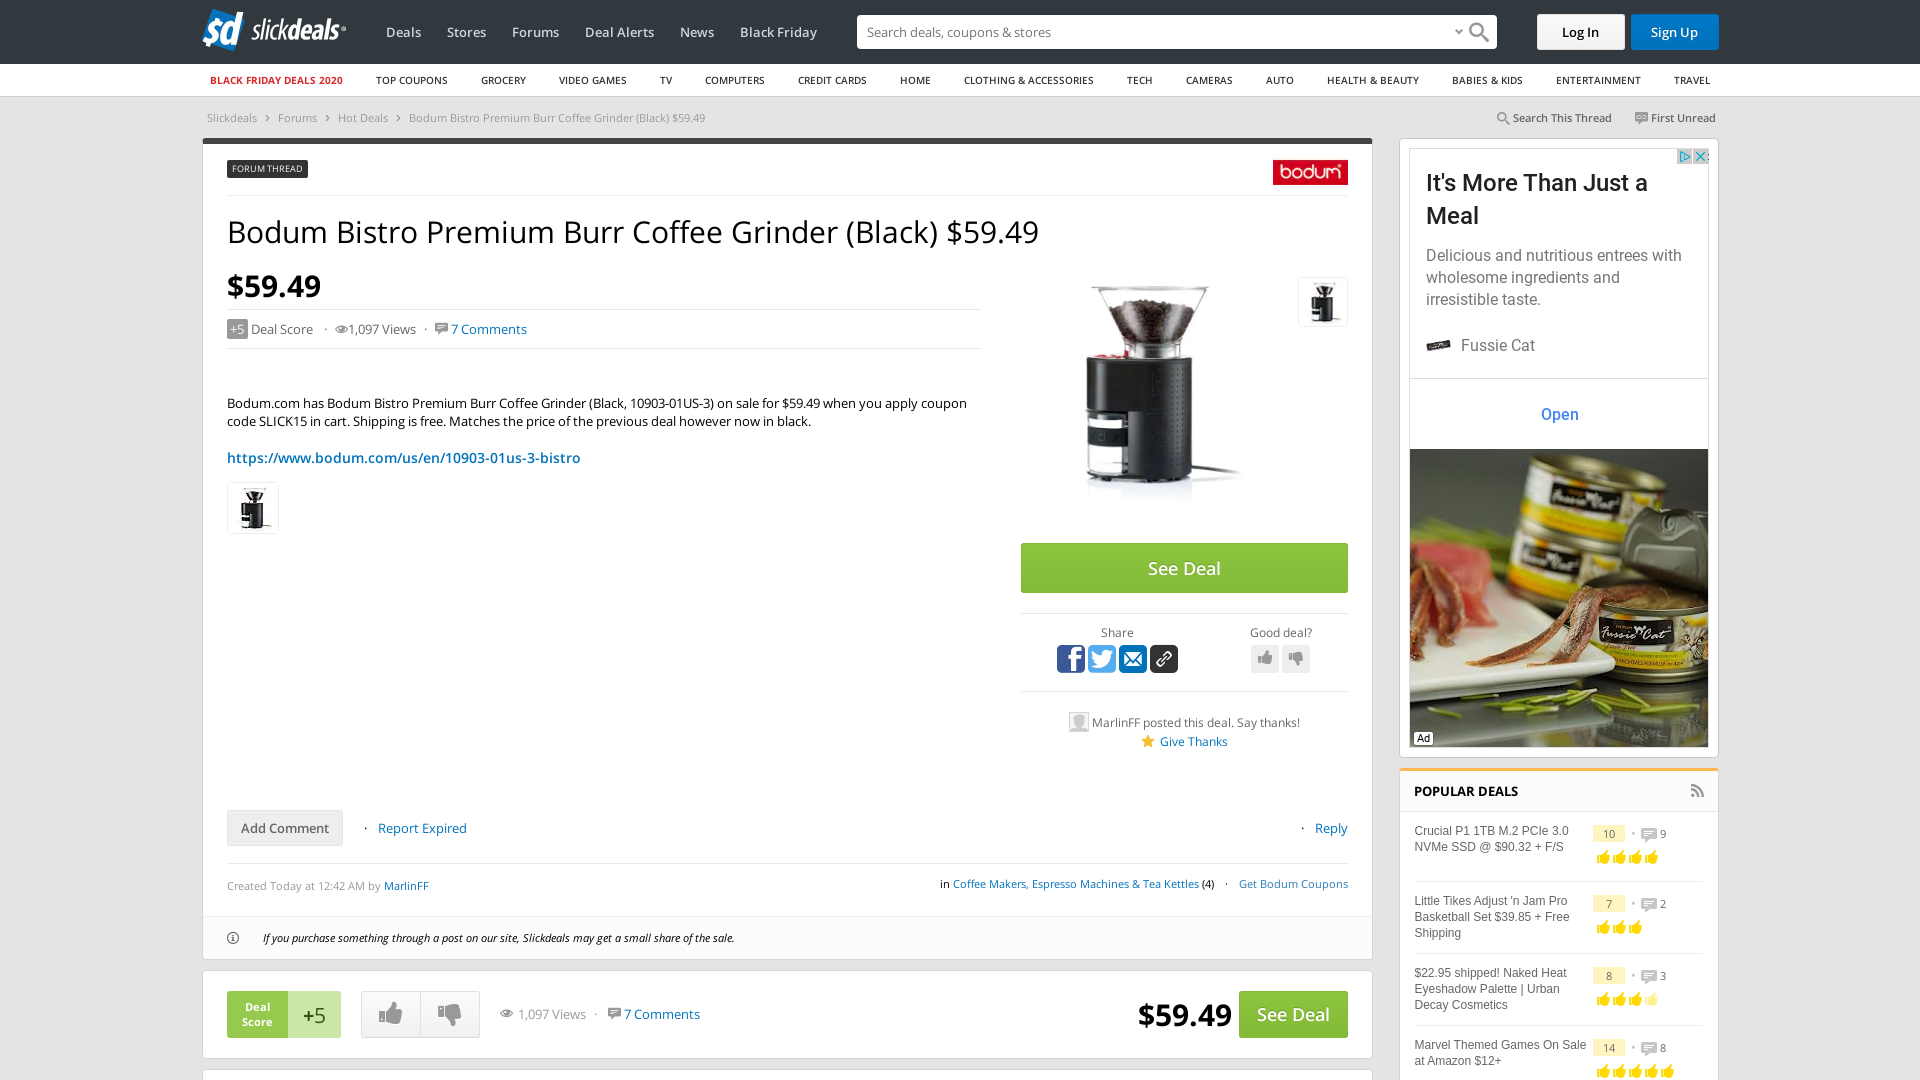 sd slickdeals
Deals Stores Forums Deal Alerts News Black Friday
Search deals, coupons & stores
Log In
Sign Up
BLACK FRIDAY DEALS 2020 TOP COUPONS GROCERY VIDEO GAMES TV COMPUTERS CREDIT CARDS HOME CLOTHING & ACCESSORIES TECH CAMERAS AUTO HEALTH & BEAUTY BABIES & KIDS ENTERTAINMENT TRAVEL
Slickdeals › Forums › Hot Deals › Bodum Bistro Premium Burr Coffee Grinder (Black) $59.49
Search This Thread
First Unread
FORUM THREAD
bodum
Bodum Bistro Premium Burr Coffee Grinder (Black) $59.49
$59.49
+5 Deal Score · 1,097 Views · 7 Comments
Bodum.com has Bodum Bistro Premium Burr Coffee Grinder (Black, 10903-01US-3) on sale for $59.49 when you apply coupon
code SLICK15 in cart. Shipping is free. Matches the price of the previous deal however now in black.
https://www.bodum.com/us/en/10903-01us-3-bistro
See Deal
Share
Good deal?
MarlinFF posted this deal. Say thanks!
Give Thanks
Add Comment · Report Expired
· Reply
Created Today at 12:42 AM by MarlinFF
in Coffee Makers, Espresso Machines & Tea Kettles (4) · Get Bodum Coupons
If you purchase something through a post on our site, Slickdeals may get a small share of the sale.
Deal
Score
+5
1,097 Views · 7 Comments
$59.49
See Deal
It's More Than Just a
Meal
Delicious and nutritious entrees with
wholesome ingredients and
irresistible taste.
Fussie Cat
Open
Fussie Cat
Fussie Cat
Ad
POPULAR DEALS
Crucial P1 1TB M.2 PCIe 3.0
NVMe SSD @ $90.32 + F/S
10 · 9
Little Tikes Adjust 'n Jam Pro
Basketball Set $39.85 + Free
Shipping
7 · 2
$22.95 shipped! Naked Heat
Eyeshadow Palette | Urban
Decay Cosmetics
8 · 3
Marvel Themed Games On Sale
at Amazon $12+
14 · 8